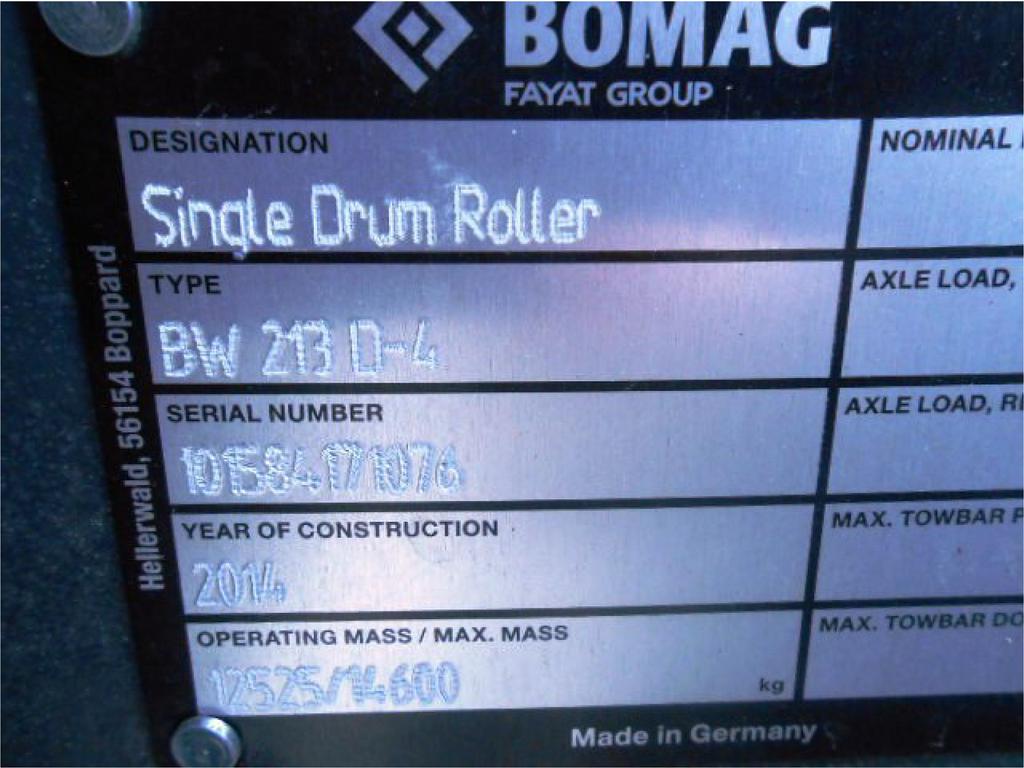 BOMAG
FAYAT GROUP
DESIGNATION
Single Drum Roller
NOMINAL
TYPE
BW 213 D-4
AXLE LOAD,
SERIAL NUMBER
101584171076
AXLE LOAD,
YEAR OF CONSTRUCTION
2014
MAX. TOWBAR
OPERATING MASS / MAX. MASS
12525/14600
kg
MAX. TOWBAR
Made in Germany
Hellerwald, 56154 Boppard